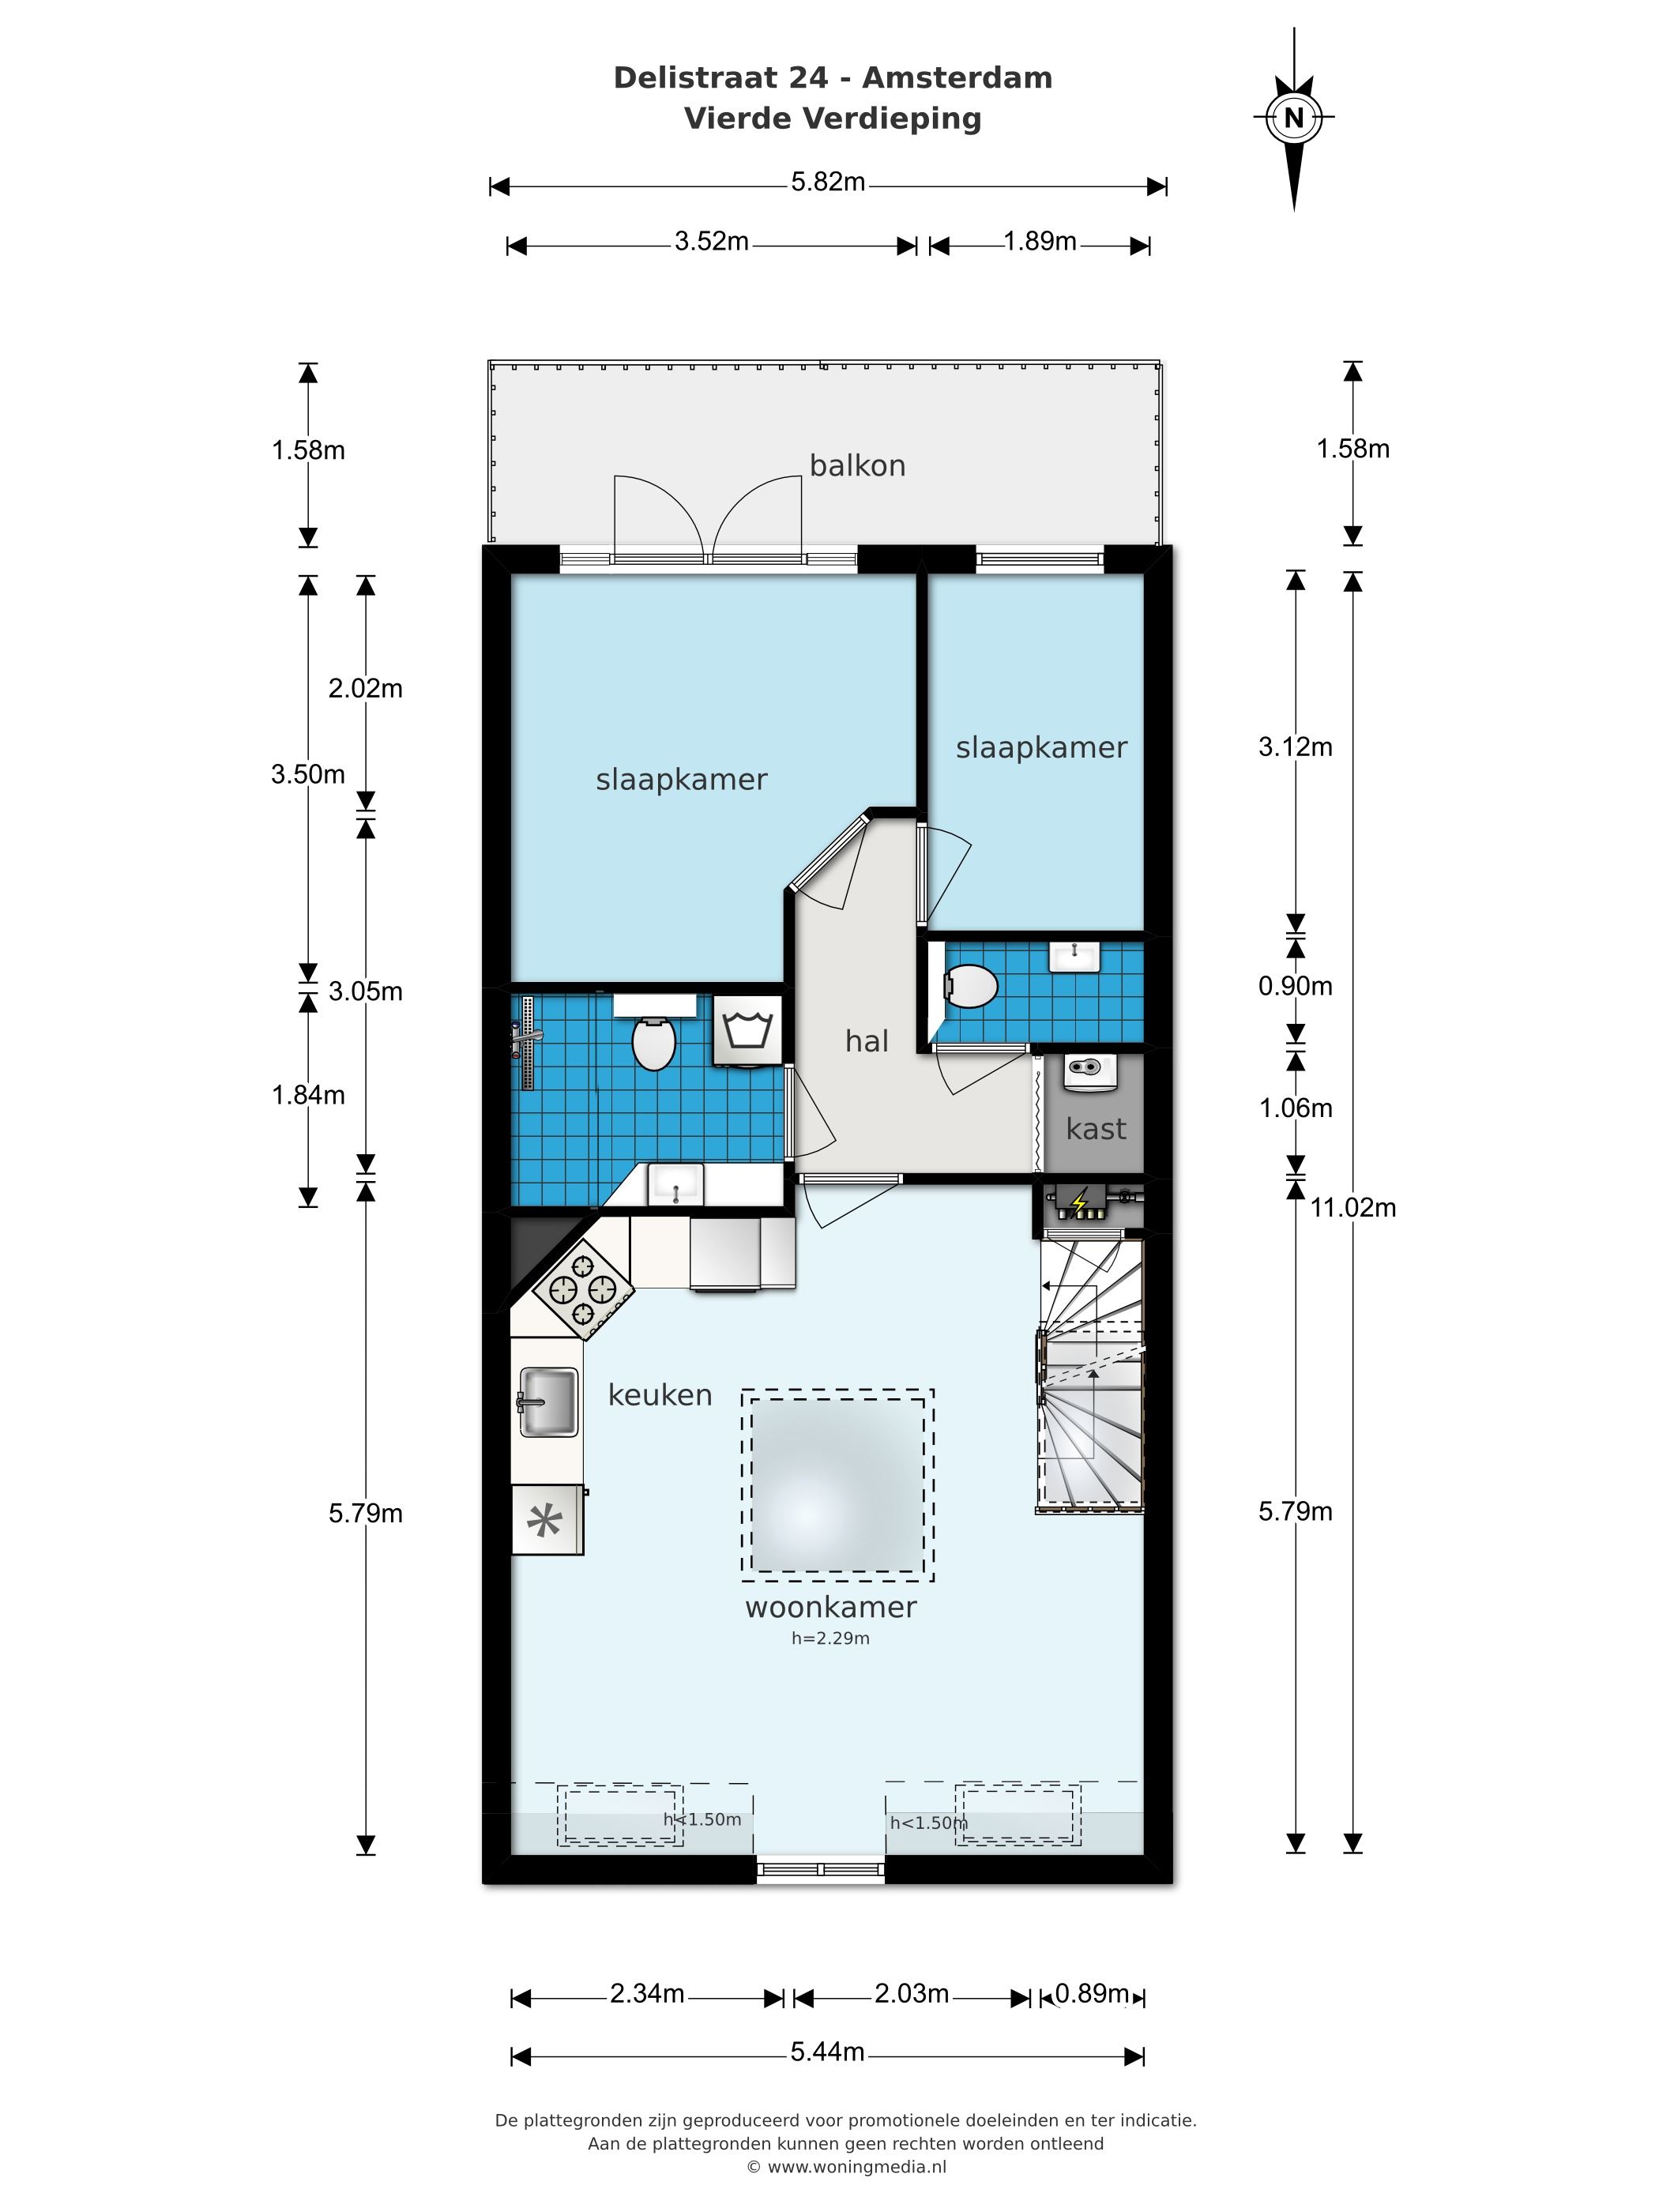 Delistraat 24 - Amsterdam
Vierde Verdieping
N
5.82m
3.52m
1.89m
1.58m
balkon
1.58m
2.02m
3.50m
slaapkamer
slaapkamer
3.12m
3.05m
hal
0.90m
1.84m
kast
1.06m
11.02m
keuken
5.79m
5.79m
woonkamer
h=2.29m
h<1.50m
h<1.50m
2.34m
2.03m
0.89m
5.44m
De plattegronden zijn geproduceerd voor promotionele doeleinden en ter indicatie.
Aan de plattegronden kunnen geen rechten worden ontleend
© www.woningmedia.nl